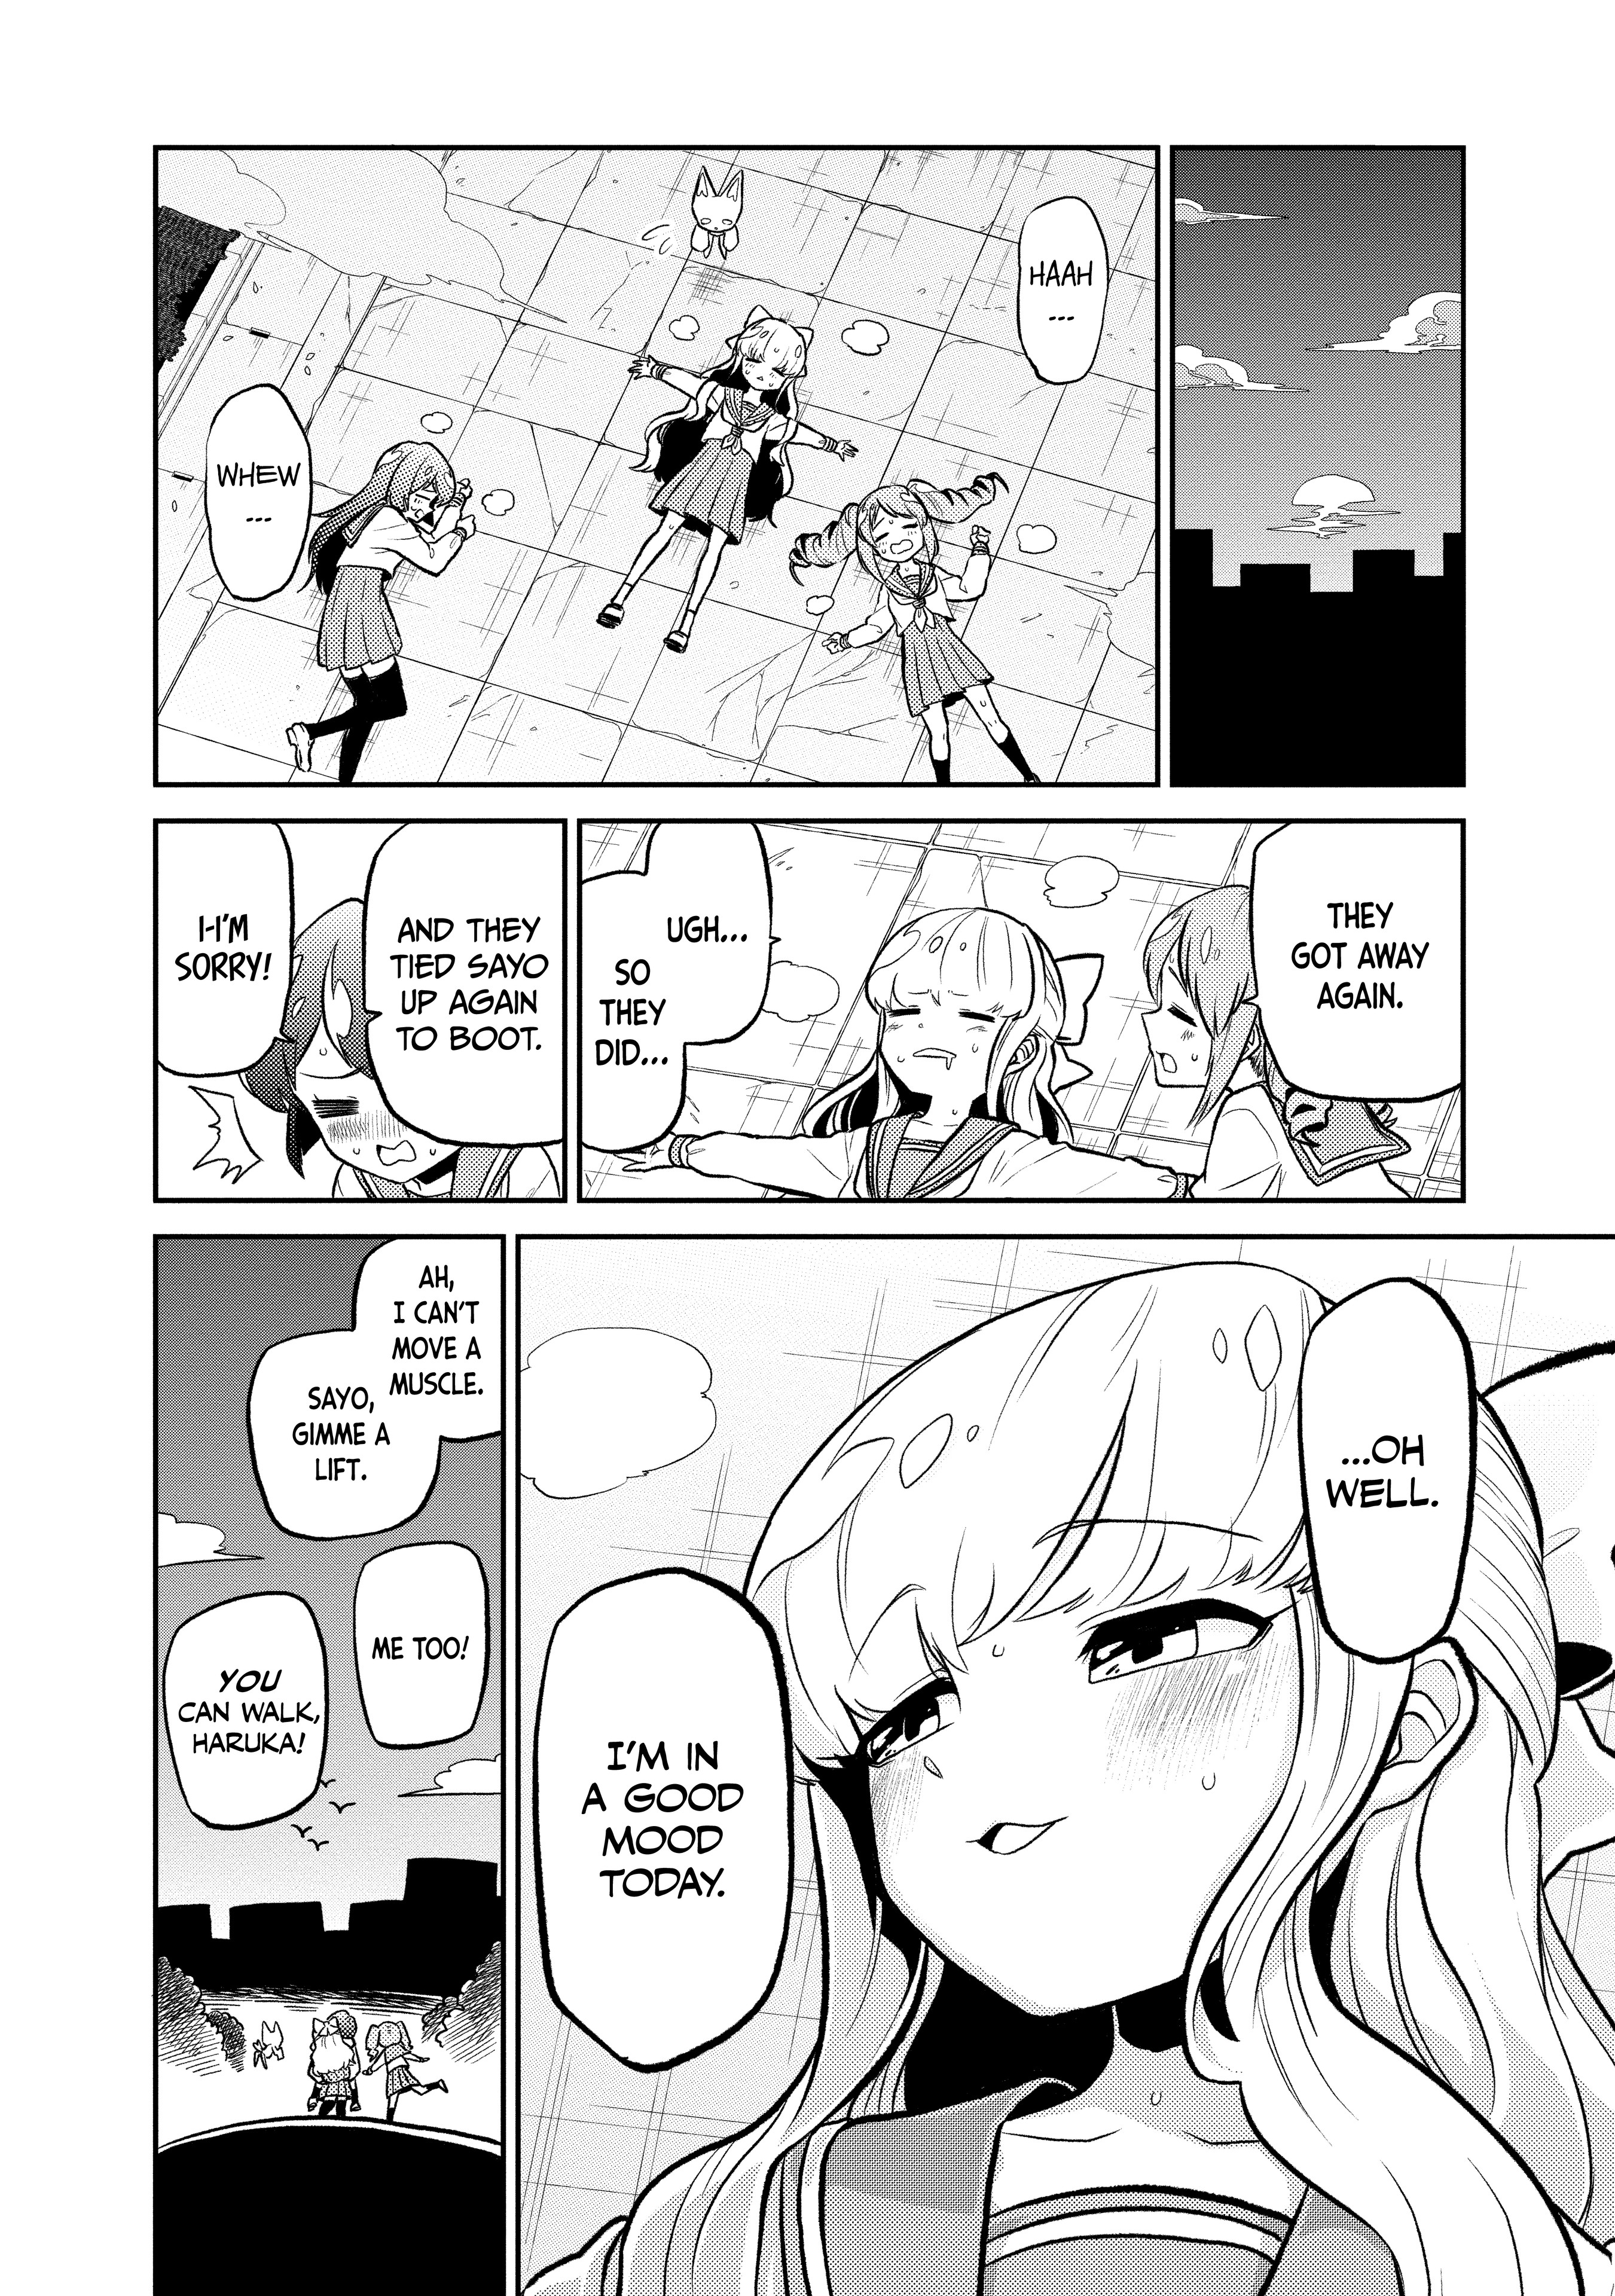 HAAH
...
WHEW
...
THEY
GOT AWAY
AGAIN.
UGH...
SO
THEY
DID...
AND THEY
TIED SAYO
UP AGAIN
TO BOOT.
I-I'M
SORRY!
...OH
WELL.
I'M IN
A GOOD
MOOD
TODAY.
AH,
I CAN'T
MOVE A
MUSCLE.
SAYO,
GIMME A
LIFT.
ME TOO!
YOU
CAN WALK,
HARUKA!